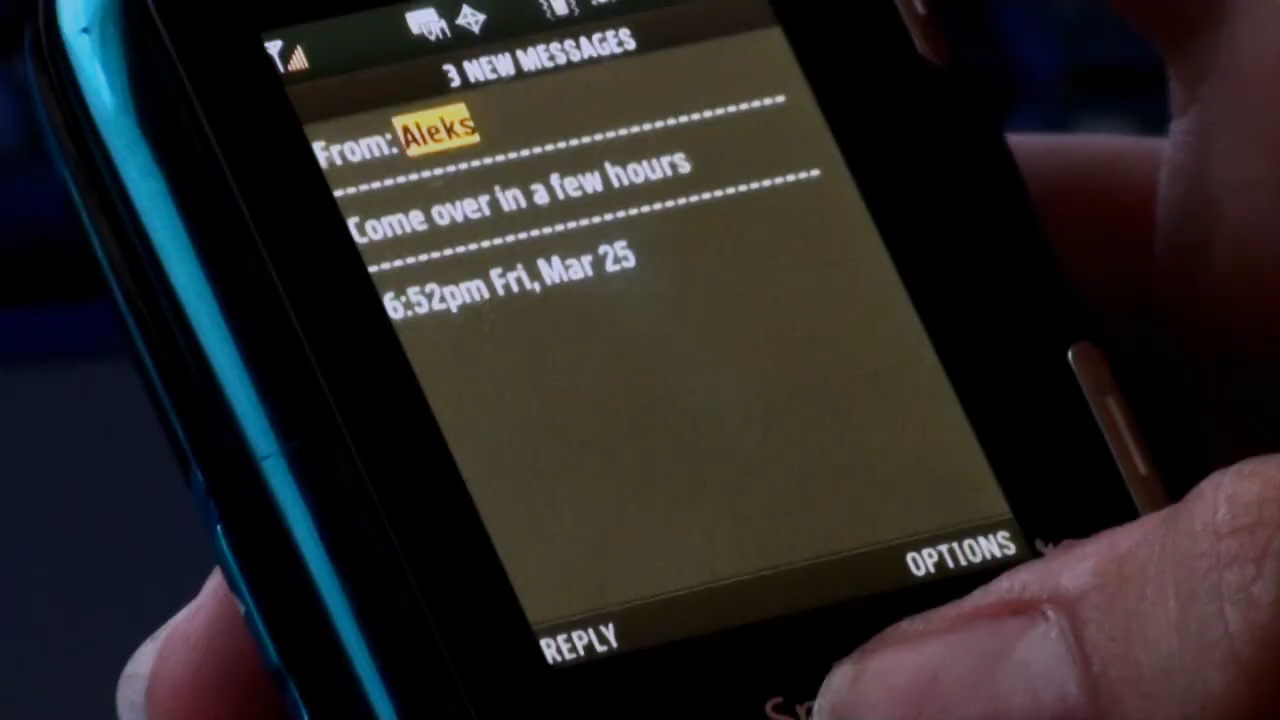 3 NEW MESSAGES
From: Aleks
Come over in a few hours
6:52pm Fri, Mar 25
OPTIONS
REPLY